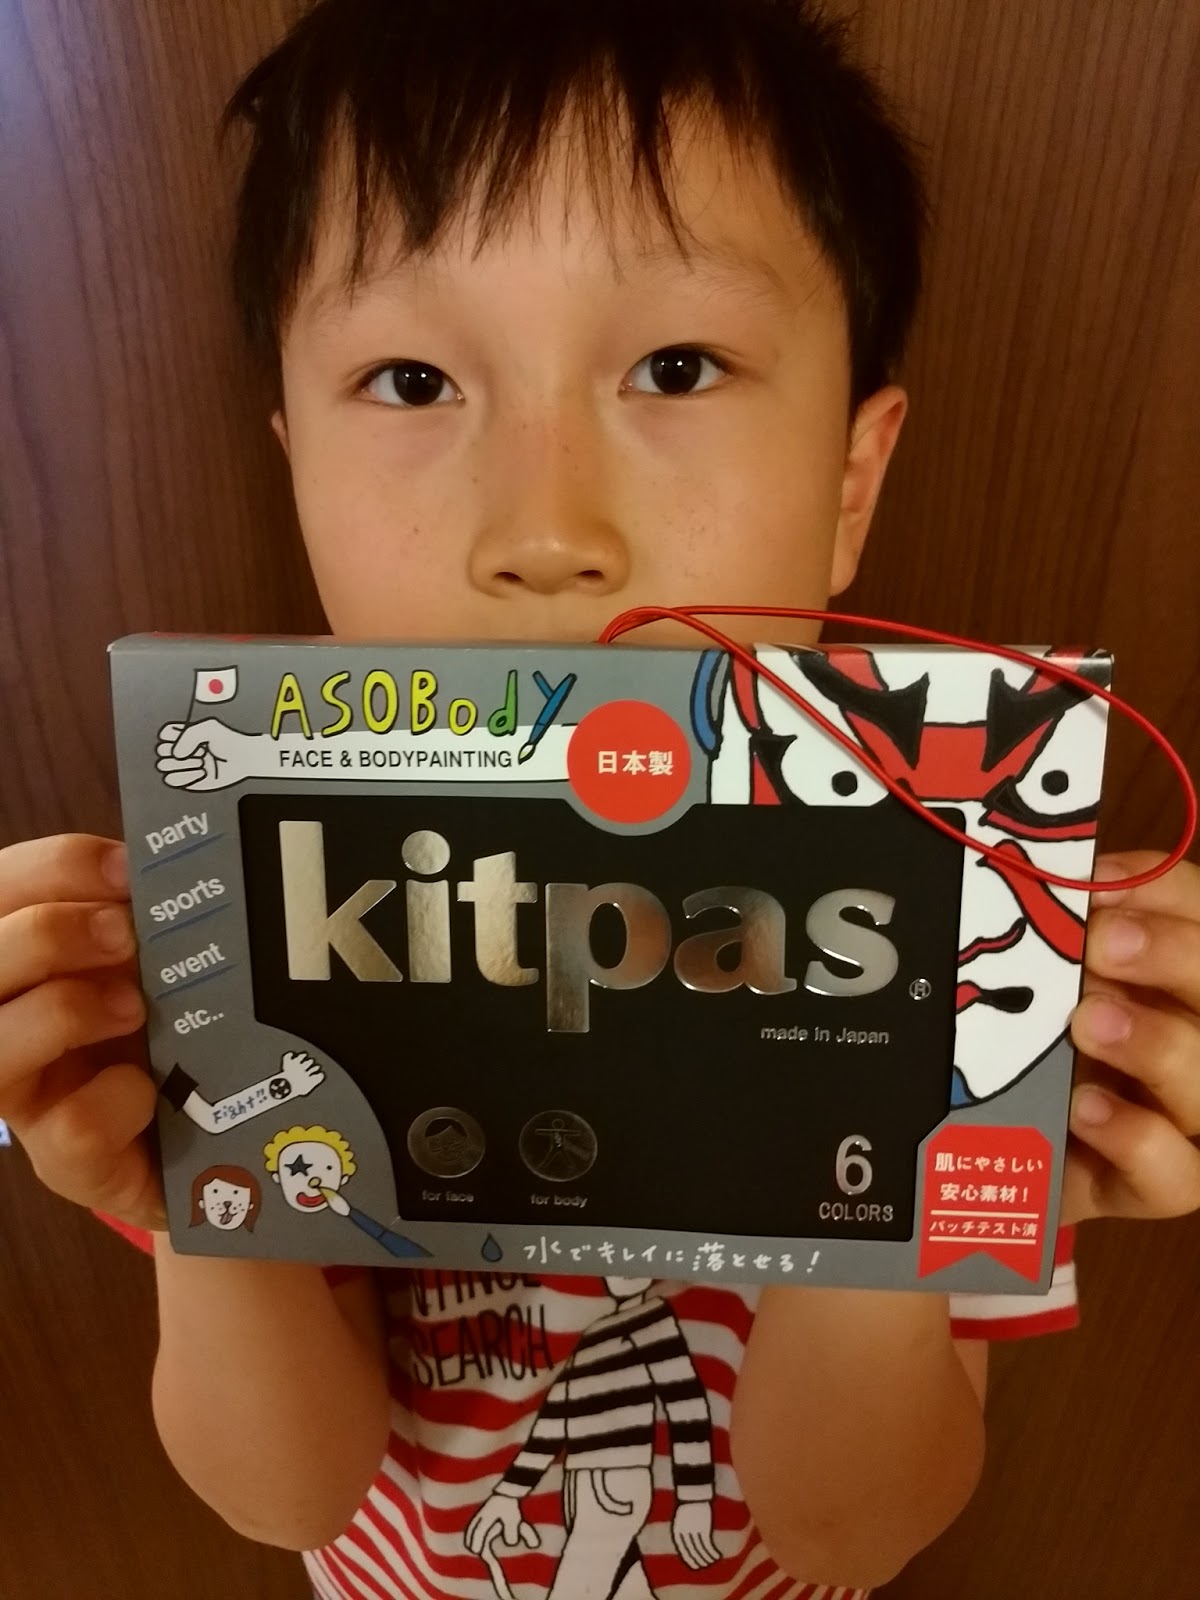 ASOBody
FACE & BODYPAINTING
日本製
party
sports
event
etc..
kitpas®
made in Japan
Fight!!
for face
for body
6
COLORS
肌にやさしい
安心素材!
パッチテスト済
水でキレイに落とせる!
SEARCH